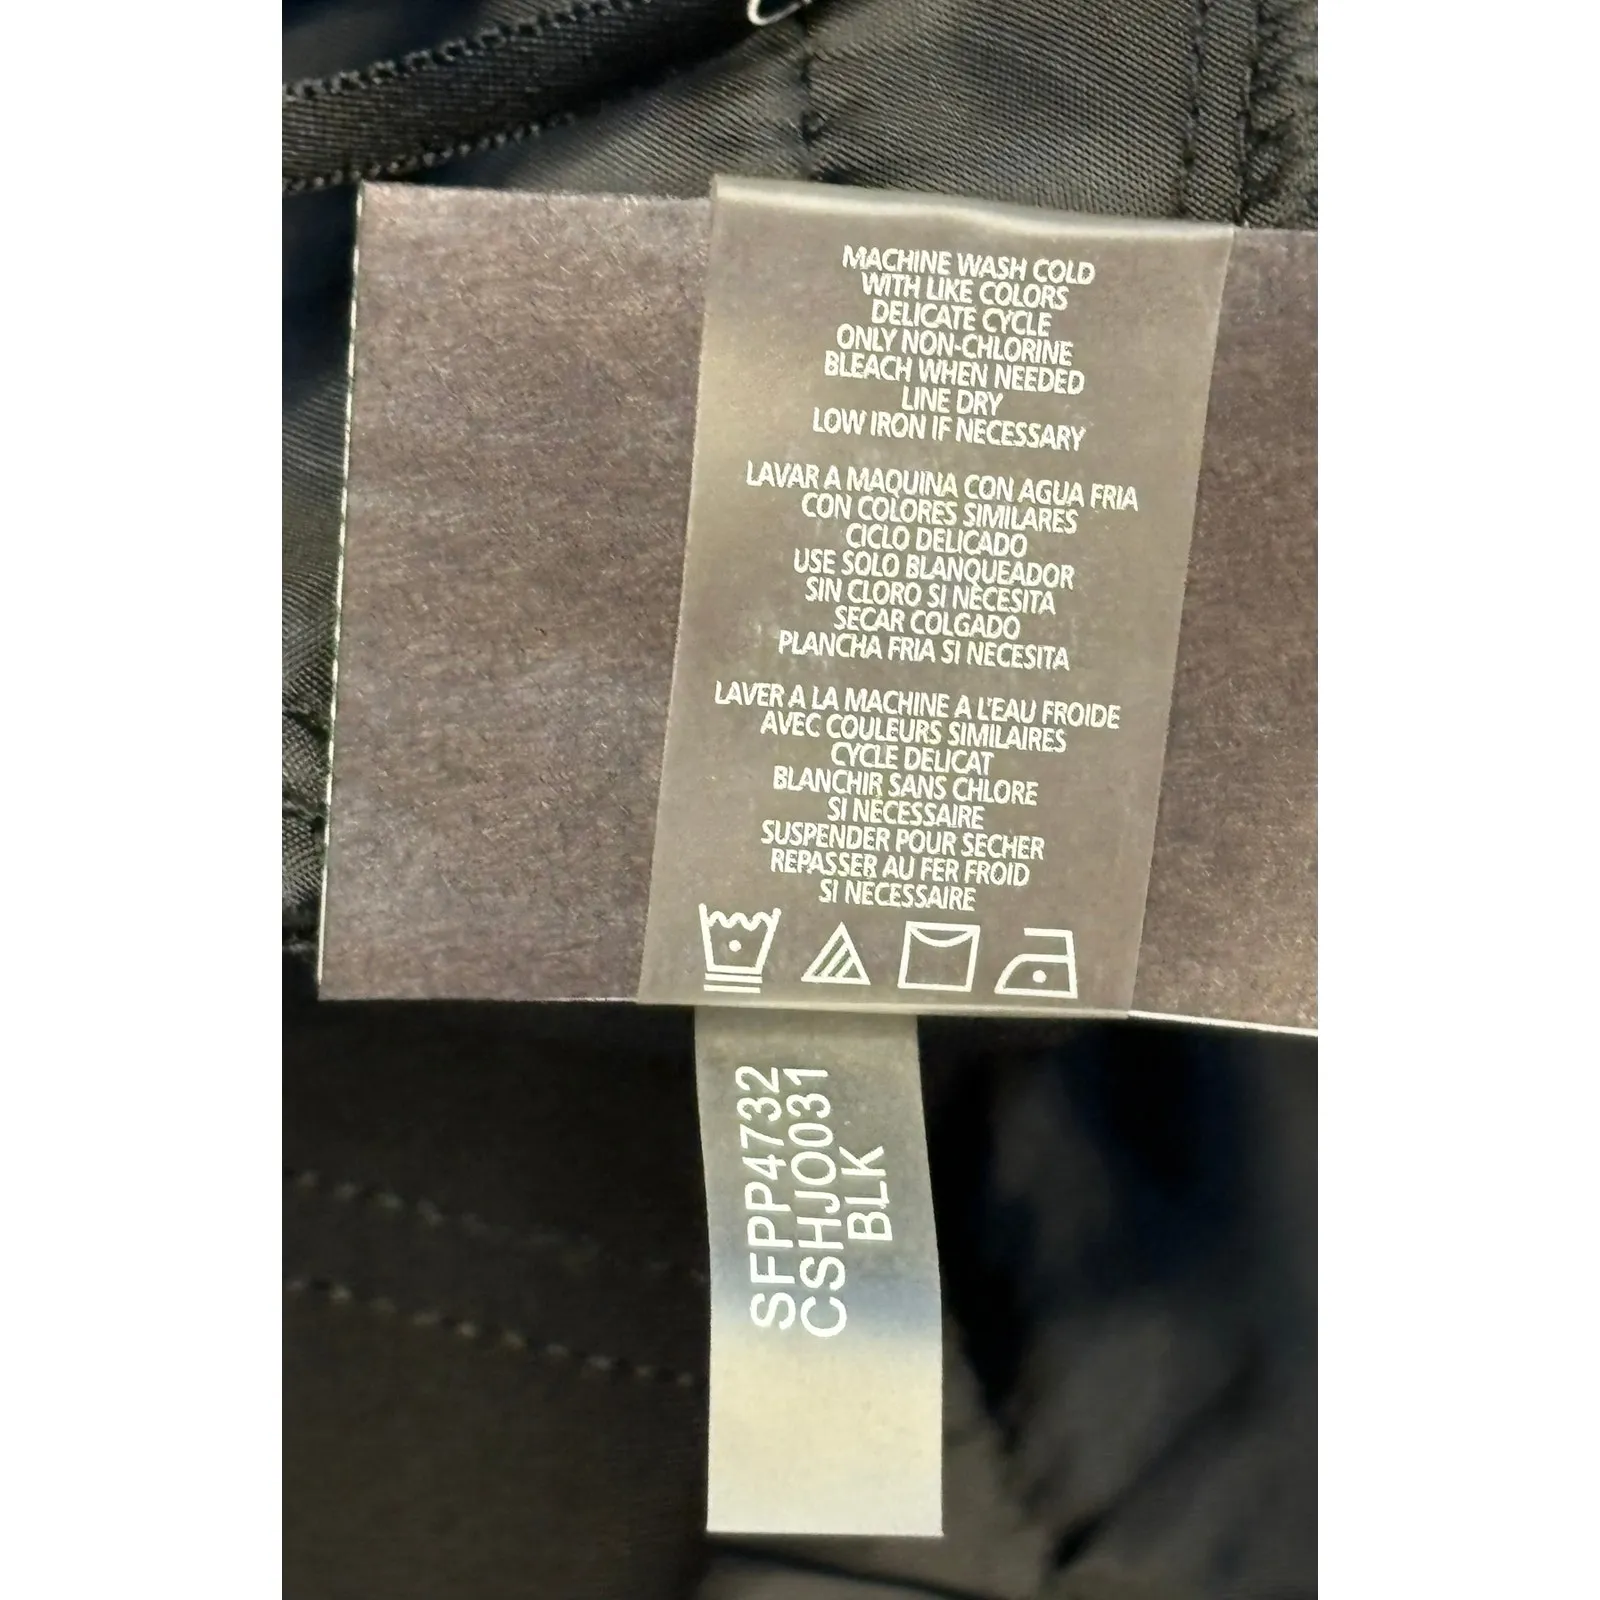 MACHINE WASH COLD
WITH LIKE COLORS
DELICATE CYCLE
ONLY NON-CHLORINE
BLEACH WHEN NEEDED
LINE DRY
LOW IRON IF NECESSARY
LAVAR A MAQUINA CON AGUA FRIA
CON COLORES SIMILARES
CICLO DELICADO
USE SOLO BLANQUEADOR
SIN CLORO SI NECESITA
SECAR COLGADO
PLANCHA FRIA SI NECESITA
LAVER A LA MACHINE A L'EAU FROIDE
AVEC COULEURS SIMILAIRES
CYCLE DELICAT
BLANCHIR SANS CHLORE
SI NECESSAIRE
SUSPENDER POUR SECHER
REPASSER AU FER FROID
SI NECESSAIRE
SFPP4732
CSHJO031
BLK